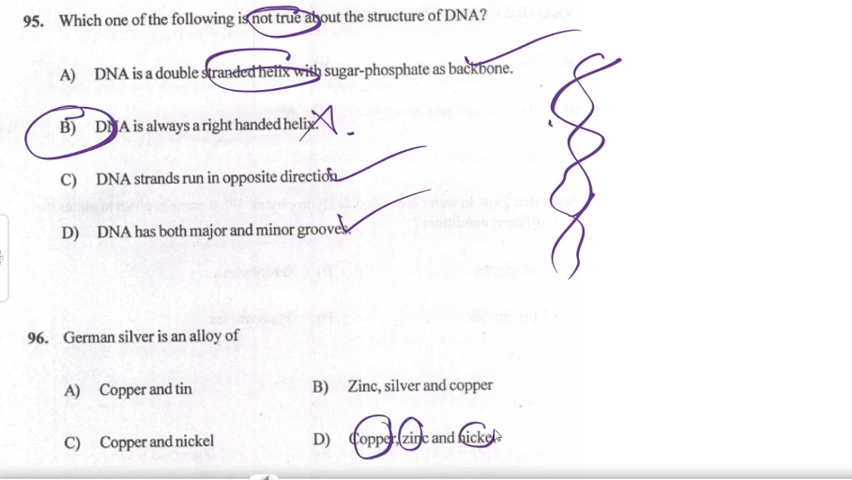 95. Which one of the following is not true about the structure of DNA?
A) DNA is a double stranded helix with sugar-phosphate as backbone.
B) DNA is always a right handed helix.
C) DNA strands run in opposite direction.
D) DNA has both major and minor grooves.
96. German silver is an alloy of
A) Copper and tin
B) Zinc, silver and copper
C) Copper and nickel
D) Copper, zinc and nickel